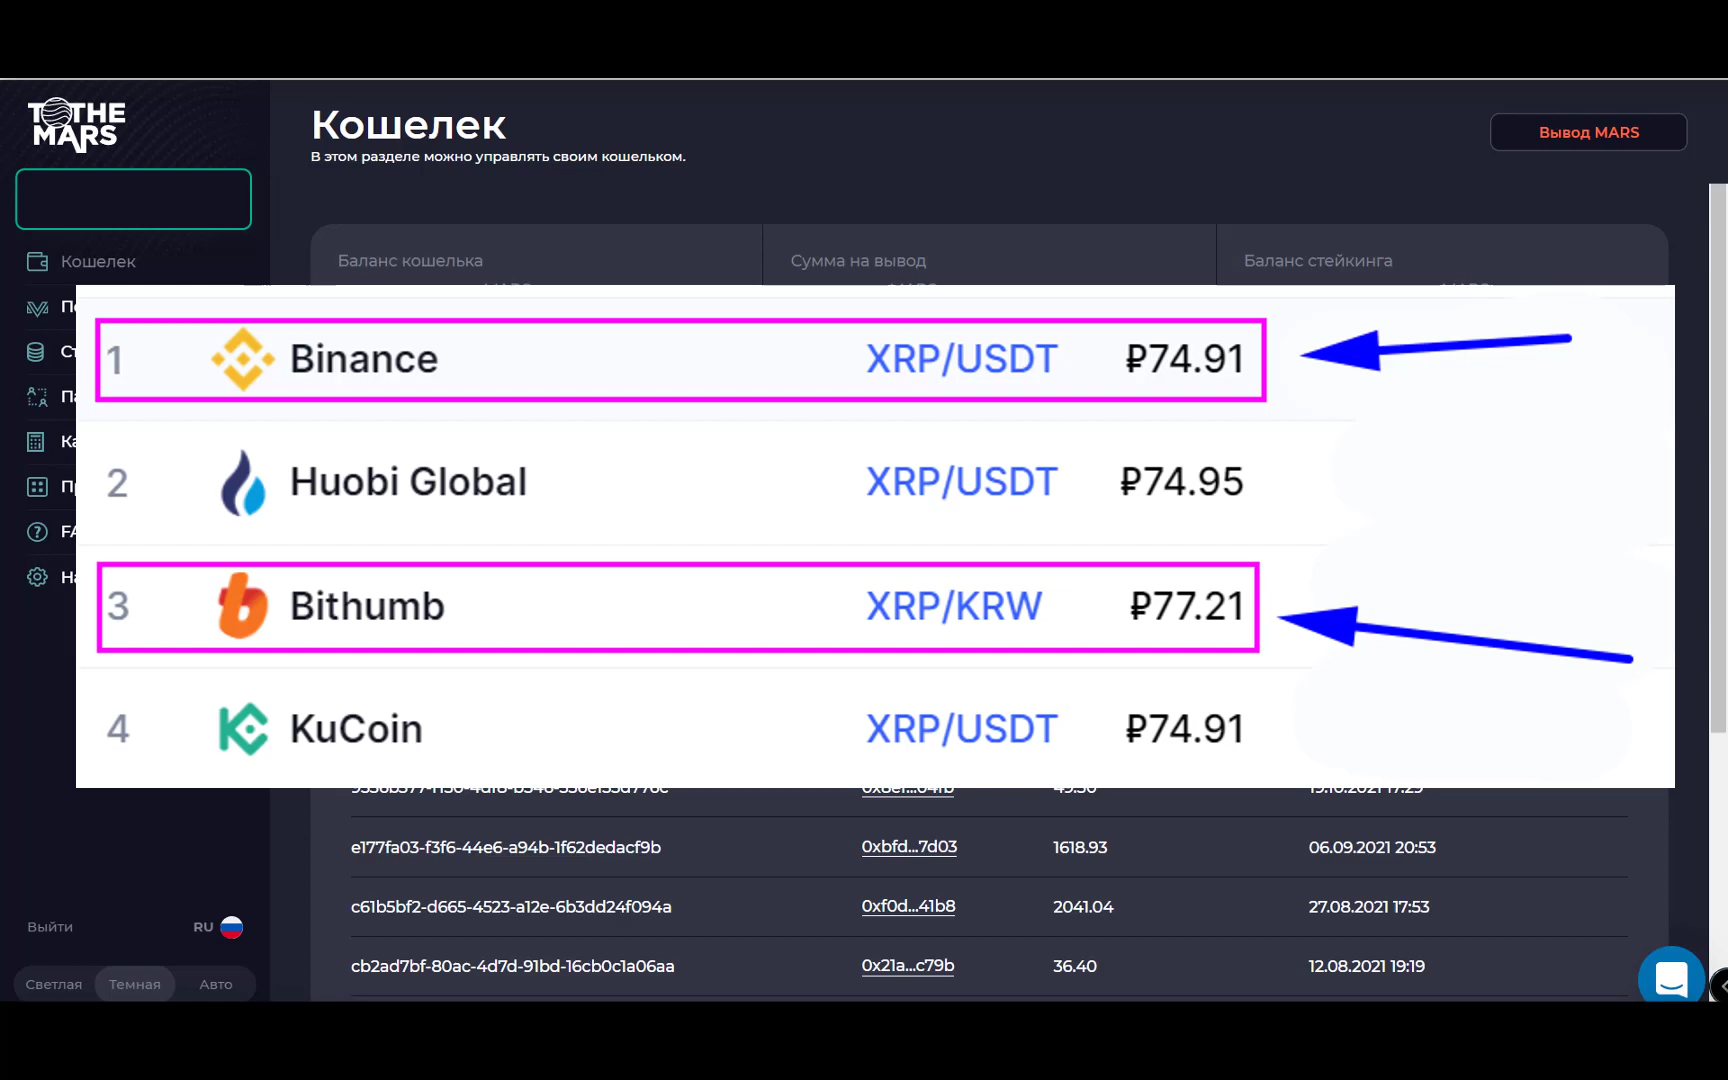 TOTHE
MARS
Кошелек
В этом разделе можно управлять своим кошельком.
Вывод MARS
Кошелек
Баланс кошелька
Сумма на вывод
Баланс стейкинга
1 Binance XRP/USDT ₽74.91
2 Huobi Global XRP/USDT ₽74.95
3 Bithumb XRP/KRW ₽77.21
4 KuCoin XRP/USDT ₽74.91
e177fa03-f3f6-44e6-a94b-1f62dedacf9b 0xbfd...7d03 1618.93 06.09.2021 20:53
c61b5bf2-d665-4523-a12e-6b3dd24f094a 0xf0d...41b8 2041.04 27.08.2021 17:53
cb2ad7bf-80ac-4d7d-91bd-16cb0c1a06aa 0x21a...c79b 36.40 12.08.2021 19:19
Выйти RU
Светлая Темная Авто